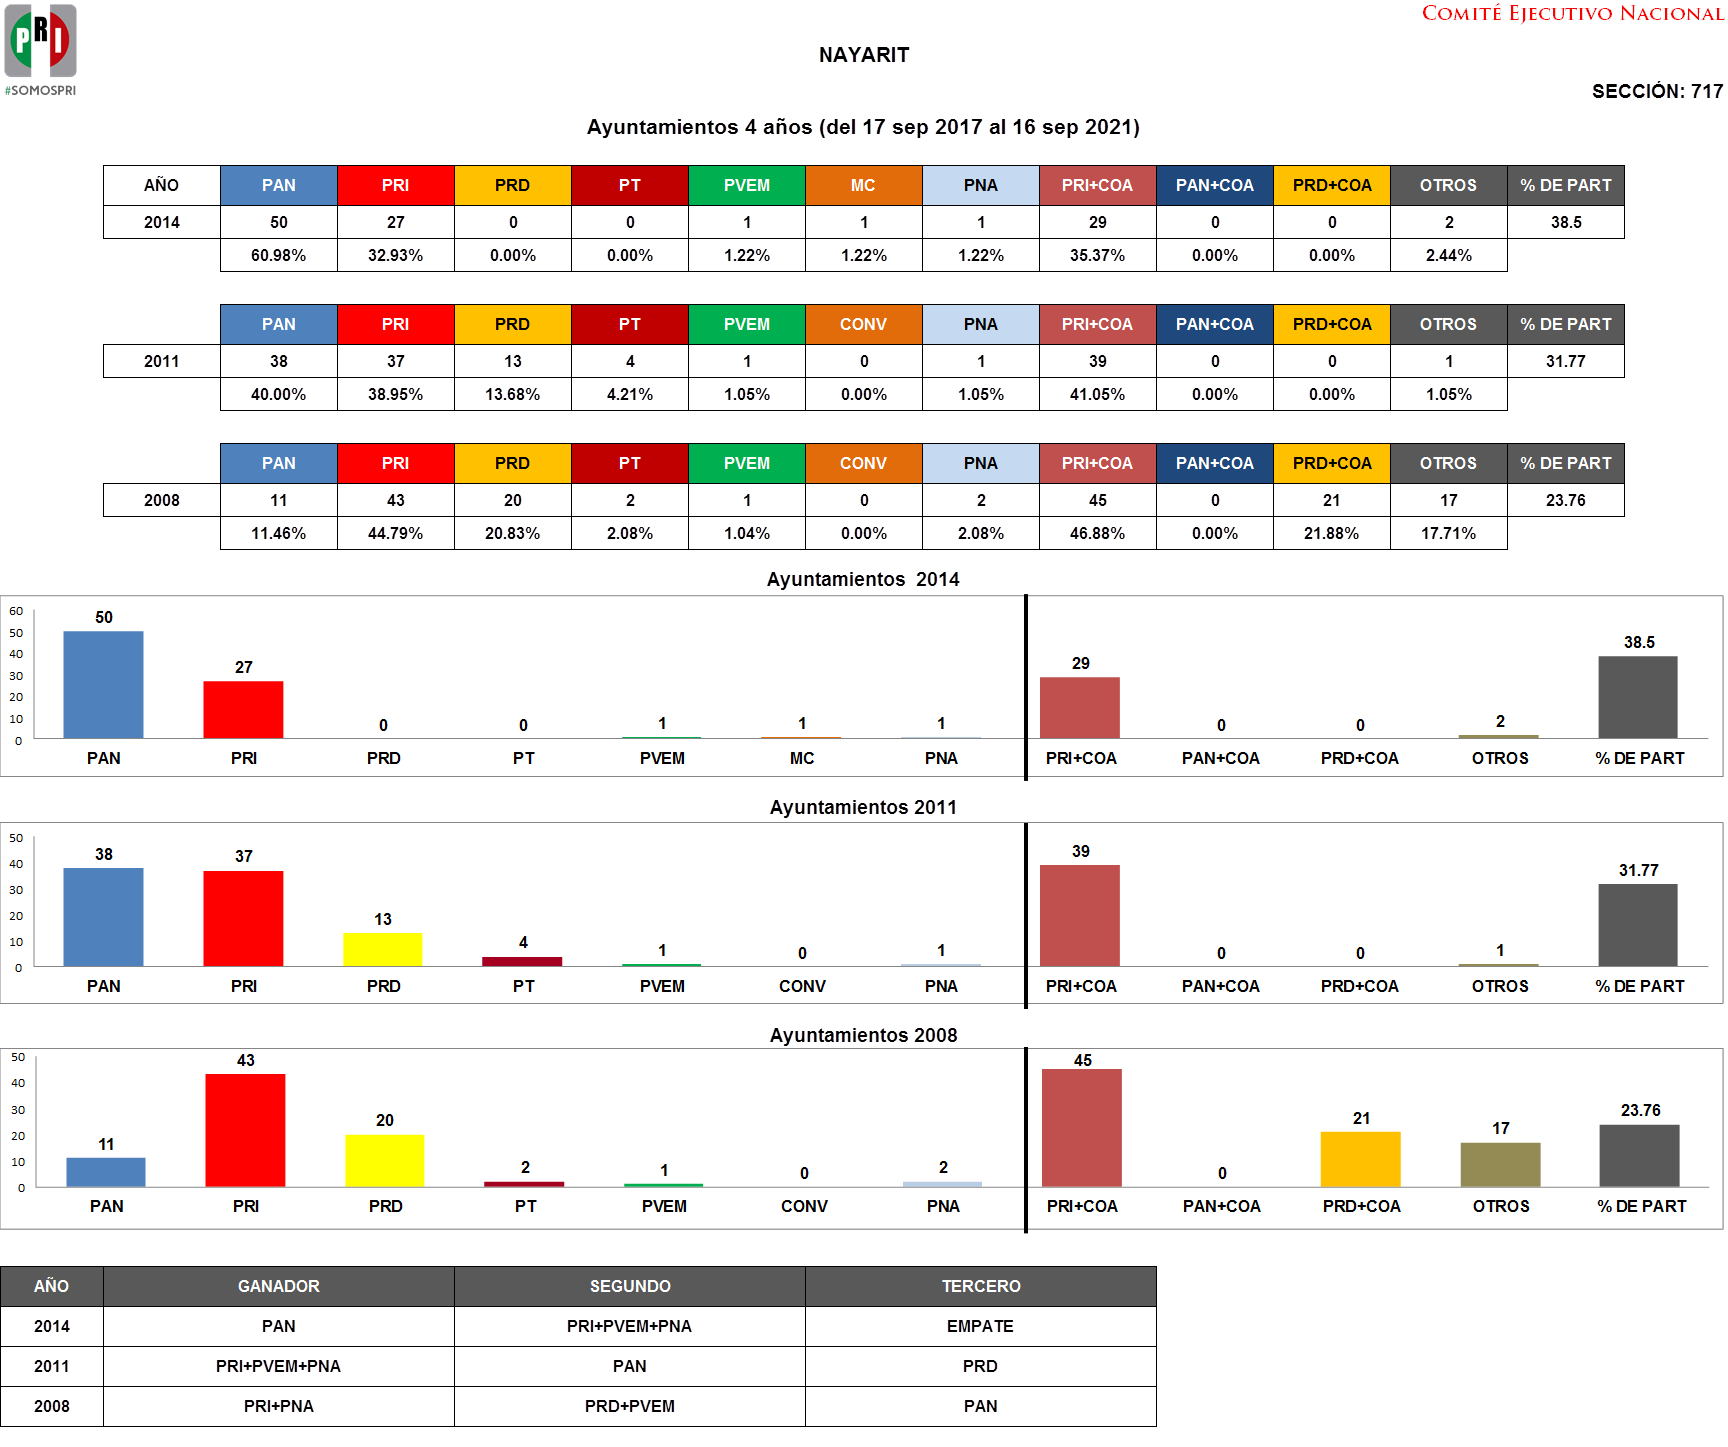 PRI
#SOMOSPRI
COMITÉ EJECUTIVO NACIONAL
NAYARIT
SECCIÓN: 717
Ayuntamientos 4 años (del 17 sep 2017 al 16 sep 2021)
AÑO PAN PRI PRD PT PVEM MC PNA PRI+COA PAN+COA PRD+COA OTROS % DE PART
2014 50 27 0 0 1 1 1 29 0 0 2 38.5
60.98% 32.93% 0.00% 0.00% 1.22% 1.22% 1.22% 35.37% 0.00% 0.00% 2.44%
PAN PRI PRD PT PVEM CONV PNA PRI+COA PAN+COA PRD+COA OTROS % DE PART
2011 38 37 13 4 1 0 1 39 0 0 1 31.77
40.00% 38.95% 13.68% 4.21% 1.05% 0.00% 1.05% 41.05% 0.00% 0.00% 1.05%
PAN PRI PRD PT PVEM CONV PNA PRI+COA PAN+COA PRD+COA OTROS % DE PART
2008 11 43 20 2 1 0 2 45 0 21 17 23.76
11.46% 44.79% 20.83% 2.08% 1.04% 0.00% 2.08% 46.88% 0.00% 21.88% 17.71%
Ayuntamientos 2014
60
50
40
30
20
10
0
50 27 0 0 1 1 1 29 0 0 2 38.5
PAN PRI PRD PT PVEM MC PNA PRI+COA PAN+COA PRD+COA OTROS % DE PART
Ayuntamientos 2011
50
40
30
20
10
0
38 37 13 4 1 0 1 39 0 0 1 31.77
PAN PRI PRD PT PVEM CONV PNA PRI+COA PAN+COA PRD+COA OTROS % DE PART
Ayuntamientos 2008
50
40
30
20
10
0
11 43 20 2 1 0 2 45 0 21 17 23.76
PAN PRI PRD PT PVEM CONV PNA PRI+COA PAN+COA PRD+COA OTROS % DE PART
AÑO GANADOR SEGUNDO TERCERO
2014 PAN PRI+PVEM+PNA EMPATE
2011 PRI+PVEM+PNA PAN PRD
2008 PRI+PNA PRD+PVEM PAN